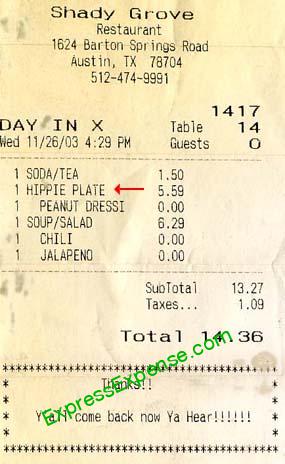 Shady Grove
Restaurant
1624 Barton Springs Road
Austin, TX 78704
512-474-9991
1417
DAY IN X Table 14
Wed 11/26/03 4:29 PM Guests 0
1 SODA/TEA 1.50
1 HIPPIE PLATE 5.59
1 PEANUT DRESSI 0.00
1 SOUP/SALAD 6.29
1 CHILI 0.00
1 JALAPENO 0.00
SubTotal 13.27
Taxes... 1.09
Total 14.36
Thanks!!
Y'all come back now Ya Hear!!!!!!
ExpressExpense.com